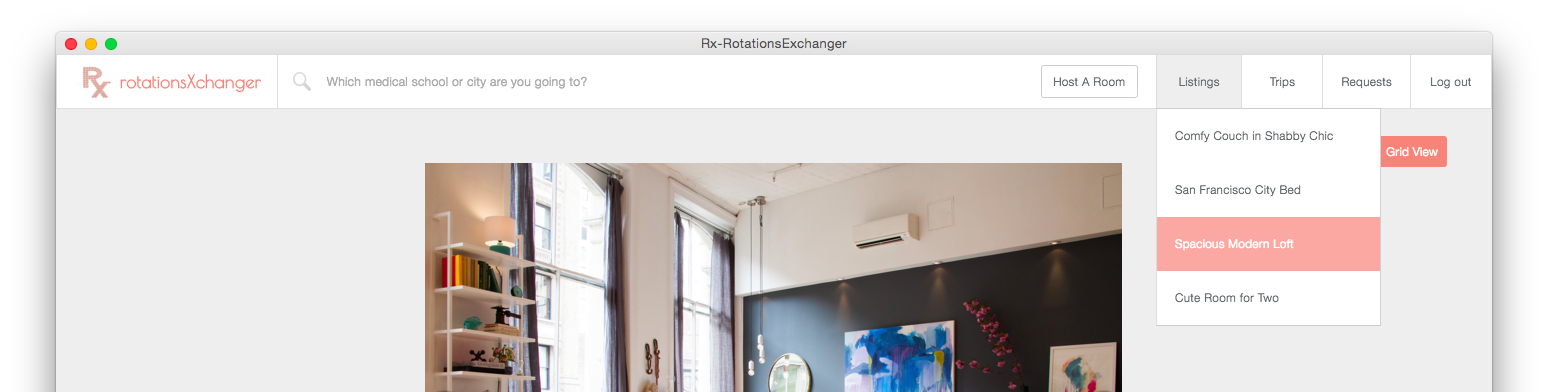 Rx-RotationsExchanger
Rx rotationsXchanger
Which medical school or city are you going to?
Host A Room
Listings
Trips
Requests
Log out
Comfy Couch in Shabby Chic
Grid View
San Francisco City Bed
Spacious Modern Loft
Cute Room for Two